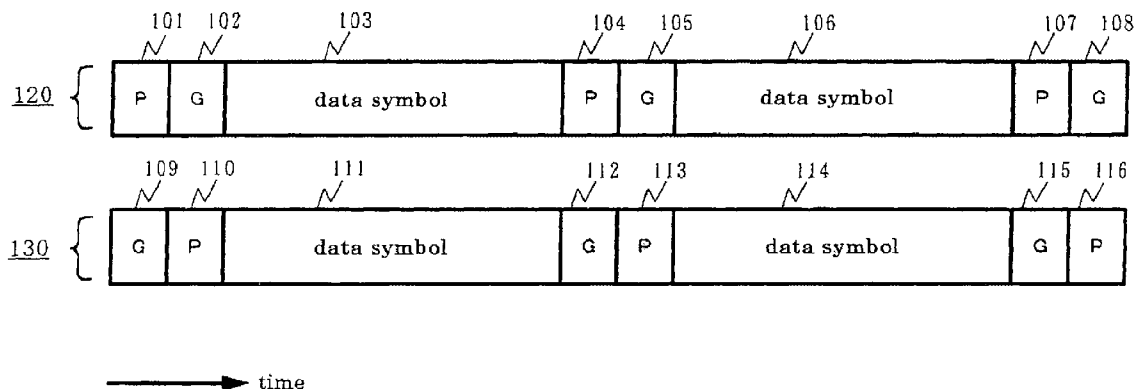 101 102 103 104 105 106 107 108
120 P G data symbol P G data symbol P G
109 110 111 112 113 114 115 116
130 G P data symbol G P data symbol G P
time